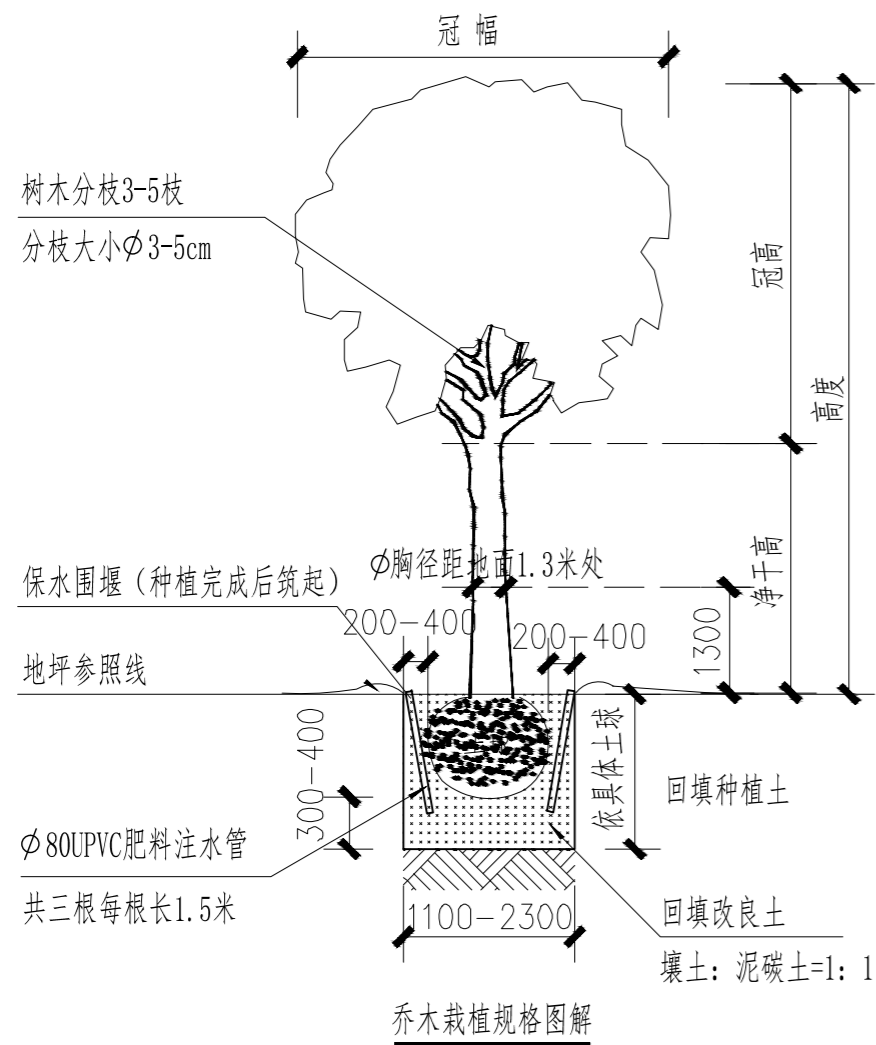 冠 幅
树木分枝3-5枝
分枝大小Φ3-5cm
冠高
高度
Φ胸径距地面1.3米处
净干高
保水围堰（种植完成后筑起）
200-400
200-400
1300
地坪参照线
300-400
依具体土球
回填种植土
Φ80UPVC肥料注水管
共三根每根长1.5米
1100-2300
回填改良土
壤土：泥碳土=1：1
乔木栽植规格图解